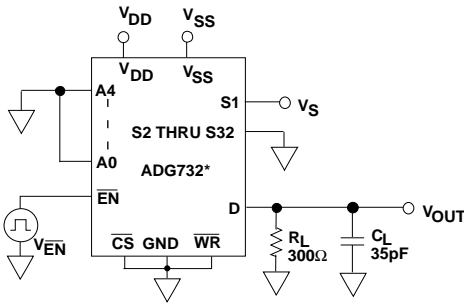 VDD VSS
VDD VSS
A4
S1 VS
S2 THRU S32
A0 ADG732*
EN
D VOUT
VEN CS GND WR RL 300Ω CL 35pF